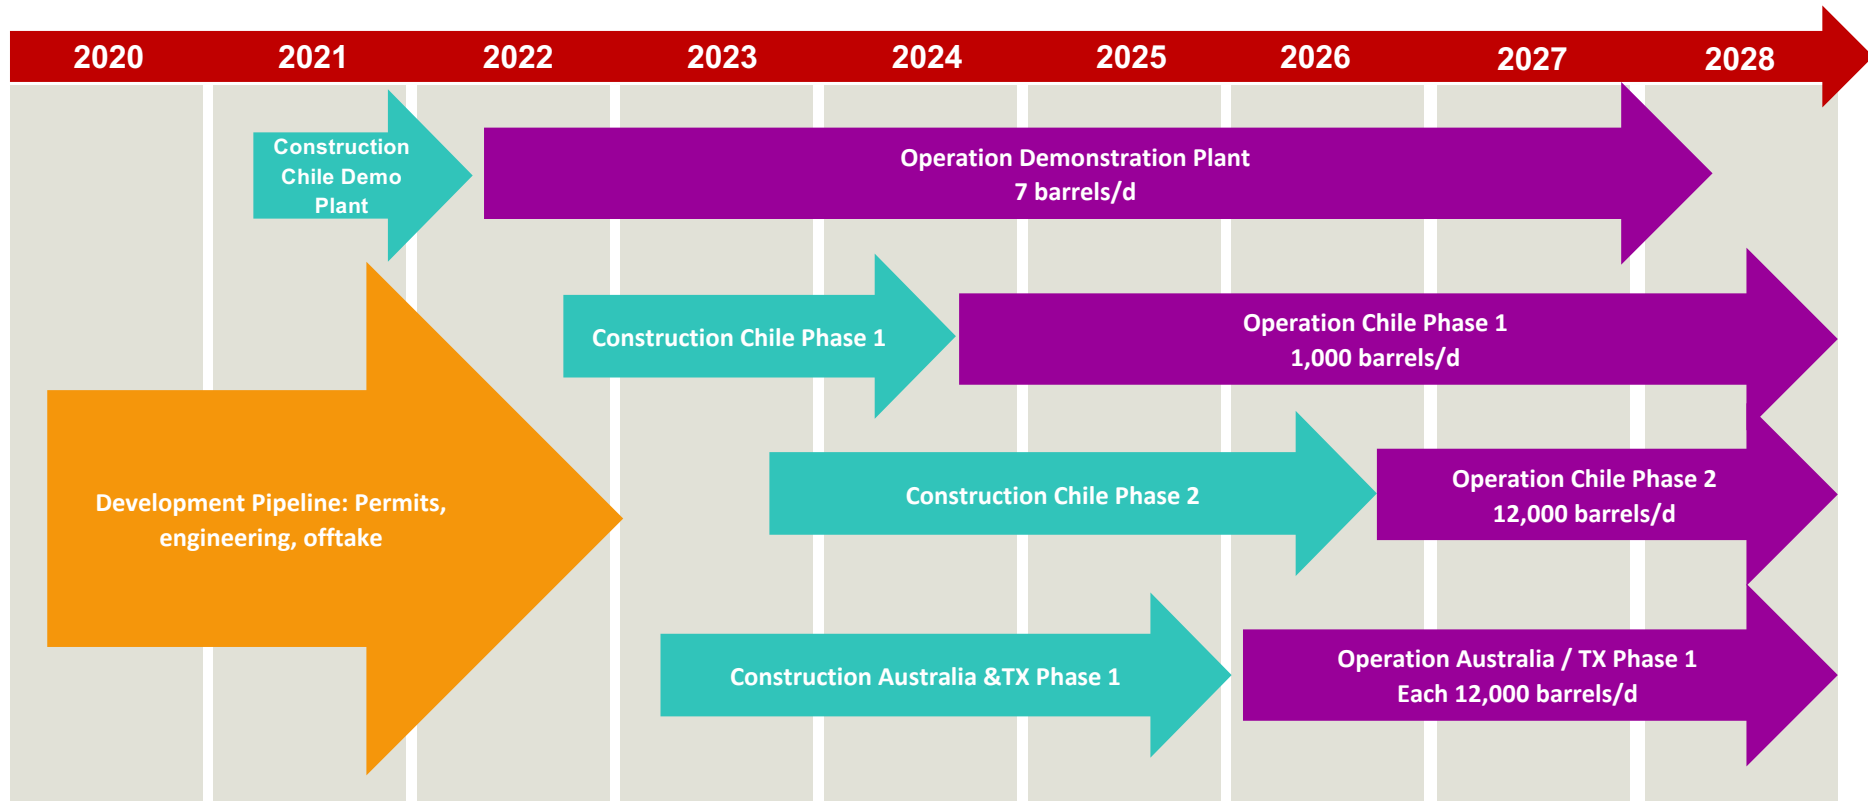 2020 2021 2022 2023 2024 2025 2026 2027 2028
Construction
Chile Demo
Plant
Operation Demonstration Plant
7 barrels/d
Construction Chile Phase 1
Operation Chile Phase 1
1,000 barrels/d
Development Pipeline: Permits,
engineering, offtake
Construction Chile Phase 2
Operation Chile Phase 2
12,000 barrels/d
Construction Australia &TX Phase 1
Operation Australia / TX Phase 1
Each 12,000 barrels/d